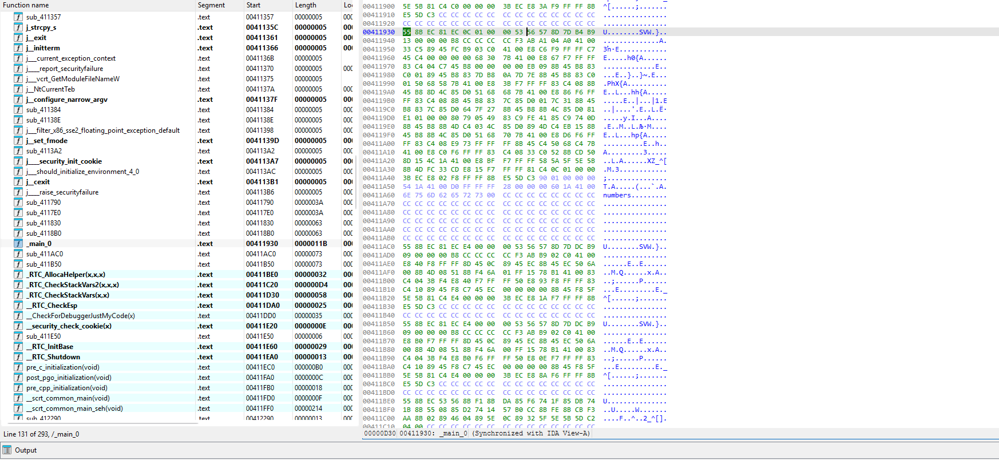 Function name Segment Start Length Loc
sub_411357 .text 00411357 00000005
j_strcpy_s .text 0041135C 00000005 000
j__exit .text 00411361 00000005 000
j__initterm .text 00411366 00000005 000
j___current_exception_context .text 0041136B 00000005
j____report_securityfailure .text 00411370 00000005 000
j___vcrt_GetModuleFileNameW .text 00411375 00000005
j__NtCurrentTeb .text 0041137A 00000005 000
j__configure_narrow_argv .text 0041137F 00000005 000
sub_411384 .text 00411384 00000005 000
sub_41138E .text 0041138E 00000005 000
j___filter_x86_sse2_floating_point_exception_default .text 00411398 00000005 000
j__set_fmode .text 0041139D 00000005 000
sub_4113A2 .text 004113A2 00000005 000
j____security_init_cookie .text 004113A7 00000005 000
j___should_initialize_environment_4_0 .text 004113AC 00000005 000
j__cexit .text 004113B1 00000005 000
j___raise_securityfailure .text 004113B6 00000005 000
sub_411790 .text 00411790 0000003A 000
sub_4117E0 .text 004117E0 0000003A 000
sub_411830 .text 00411830 00000063 000
sub_4118B0 .text 004118B0 00000063 000
_main_0 .text 00411930 0000011B 000
sub_411AC0 .text 00411AC0 00000073 000
sub_411B50 .text 00411B50 00000073 000
_RTC_AllocaHelper(x,x,x) .text 00411BE0 00000032 000
_RTC_CheckStackVars2(x,x,x) .text 00411C20 000000D4 000
_RTC_CheckStackVars(x,x) .text 00411D30 00000058 000
__RTC_CheckEsp .text 00411DA0 00000025 000
__CheckForDebuggerJustMyCode(x) .text 00411DD0 00000035 000
__security_check_cookie(x) .text 00411E20 0000000E 000
sub_411E50 .text 00411E50 00000006 000
__RTC_InitBase .text 00411E60 00000029 000
__RTC_Shutdown .text 00411EA0 00000013 000
pre_c_initialization(void) .text 00411EC0 000000B0 000
post_pgo_initialization(void) .text 00411FA0 0000000C 000
pre_cpp_initialization(void) .text 00411FB0 00000018 000
__scrt_common_main(void) .text 00411FD0 0000000F 000
__scrt_common_main_seh(void) .text 00411FF0 00000214 000
sub_412290 .text 00412290 00000013 000
Line 131 of 293, /_main_0
00411900 5E 5B 81 C4 C0 00 00 00 3B EC E8 3A F9 FF FF 8B ^[......;.......
00411910 E5 5D C3 CC CC CC CC CC CC CC CC CC CC CC CC CC ................
00411920 CC CC CC CC CC CC CC CC CC CC CC CC CC CC CC CC ................
00411930 55 8B EC 81 EC 0C 01 00 00 53 56 57 8D 7D B4 B9 U........SVW.}..
00411940 13 00 00 00 B8 CC CC CC CC F3 AB A1 04 A0 41 00 ..............A.
00411950 33 C5 89 45 FC B9 03 C0 41 00 E8 C6 F9 FF FF C7
00411960 45 C4 00 00 00 00 68 30 7B 41 00 E8 67 F7 FF FF E.....h0{A......
00411970 83 C4 04 C7 45 B8 00 00 00 00 EB 09 8B 45 B8 83 ....E........E..
00411980 C0 01 89 45 B8 83 7D B8 0A 7D 7E 8B 45 B8 83 C0 ...E..}..}~.E...
00411990 01 50 68 58 7B 41 00 E8 3B F7 FF FF 83 C4 08 8B .PhX{A..........
004119A0 45 B8 8D 4C 85 D0 51 68 68 7B 41 00 E8 86 F6 FF E..L...hh{A.....
004119B0 FF 83 C4 08 8B 45 B8 83 7C 85 D0 01 7C 31 8B 45 .....E..|...|1.E
004119C0 B8 83 7C 85 D0 64 7F 27 8B 45 B8 8B 4C 85 D0 81
004119D0 E1 01 00 00 80 79 05 49 83 C9 FE 41 85 C9 74 0D .....y.I...A....
004119E0 8B 45 B8 8B 4D C4 03 4C 85 D0 89 4D C4 EB 15 8B
004119F0 45 B8 8B 4C 85 D0 51 68 70 7B 41 00 E8 D6 F6 FF E..L...hp{A.....
00411A00 FF 83 C4 08 E9 73 FF FF FF 8B 45 C4 50 68 C4 7B
00411A10 41 00 E8 C0 F6 FF FF 83 C4 08 33 C0 52 8B CD 50 A.........3.....
00411A20 8D 15 4C 1A 41 00 E8 BF F7 FF FF 58 5A 5F 5E 5B ..L.A......XZ_^[
00411A30 8B 4D FC 33 CD E8 15 F7 FF FF 81 C4 0C 01 00 00 .M.3............
00411A40 3B EC E8 02 F8 FF FF 8B E5 5D C3 90 01 00 00 00 ;...............
00411A50 54 1A 41 00 D0 FF FF FF 28 00 00 00 60 1A 41 00 T.A.....(...`.A.
00411A60 6E 75 6D 62 65 72 73 00 CC CC CC CC CC CC CC CC numbers.........
00411A70 CC CC CC CC CC CC CC CC CC CC CC CC CC CC CC CC ................
00411A80 CC CC CC CC CC CC CC CC CC CC CC CC CC CC CC CC ................
00411A90 CC CC CC CC CC CC CC CC CC CC CC CC CC CC CC CC ................
00411AA0 CC CC CC CC CC CC CC CC CC CC CC CC CC CC CC CC ................
00411AB0 CC CC CC CC CC CC CC CC CC CC CC CC CC CC CC CC ................
00411AC0 55 8B EC 81 EC E4 00 00 00 53 56 57 8D 7D DC B9 U........SVW.}..
00411AD0 09 00 00 00 B8 CC CC CC CC F3 AB B9 02 C0 41 00 ................
00411AE0 E8 40 F8 FF FF 8D 45 0C 89 45 EC 8B 45 EC 50 6A ......E..E......
00411AF0 00 8B 4D 08 51 8B F4 6A 01 FF 15 78 B1 41 00 83 ..M.Q......x.A..
00411B00 C4 04 3B F4 E8 40 F7 FF FF 50 E8 93 F8 FF FF 83 ..;......P......
00411B10 C4 10 89 45 F8 C7 45 EC 00 00 00 00 8B 45 F8 5F ...E.........E._
00411B20 5E 5B 81 C4 E4 00 00 00 3B EC E8 1A F7 FF FF 8B ^[......;.......
00411B30 E5 5D C3 CC CC CC CC CC CC CC CC CC CC CC CC CC ................
00411B40 CC CC CC CC CC CC CC CC CC CC CC CC CC CC CC CC ................
00411B50 55 8B EC 81 EC E4 00 00 00 53 56 57 8D 7D DC B9 U........SVW.}..
00411B60 09 00 00 00 B8 CC CC CC CC F3 AB B9 02 C0 41 00 ................
00411B70 E8 B0 F7 FF FF 8D 45 0C 89 45 EC 8B 45 EC 50 6A ......E..E......
00411B80 00 8B 4D 08 51 8B F4 6A 00 FF 15 78 B1 41 00 83 ..M.Q......x.A..
00411B90 C4 04 3B F4 E8 B0 F6 FF FF 50 E8 0E F7 FF FF 83 ..;......P......
00411BA0 C4 10 89 45 F8 C7 45 EC 00 00 00 00 8B 45 F8 5F ...E.........E._
00411BB0 5E 5B 81 C4 E4 00 00 00 3B EC E8 8A F6 FF FF 8B ^[......;.......
00411BC0 E5 5D C3 CC CC CC CC CC CC CC CC CC CC CC CC CC ................
00411BD0 CC CC CC CC CC CC CC CC CC CC CC CC CC CC CC CC ................
00411BE0 55 8B EC 53 56 8B F1 8B DA 85 F6 74 1F 85 DB 74 U...............
00411BF0 1B 8B 55 08 85 D2 74 14 57 B0 CC 8B FE 8B CB F3 ..U.....W.......
00411C00 AA 8B 02 89 46 04 89 5E 0C 89 32 5F 5E 5B 5D C2 ....F..^..2_^[].
00411C10 04 00 CC CC CC CC CC CC CC CC CC CC CC CC CC CC
00000D30 00411930: _main_0 (Synchronized with IDA View-A)
Output